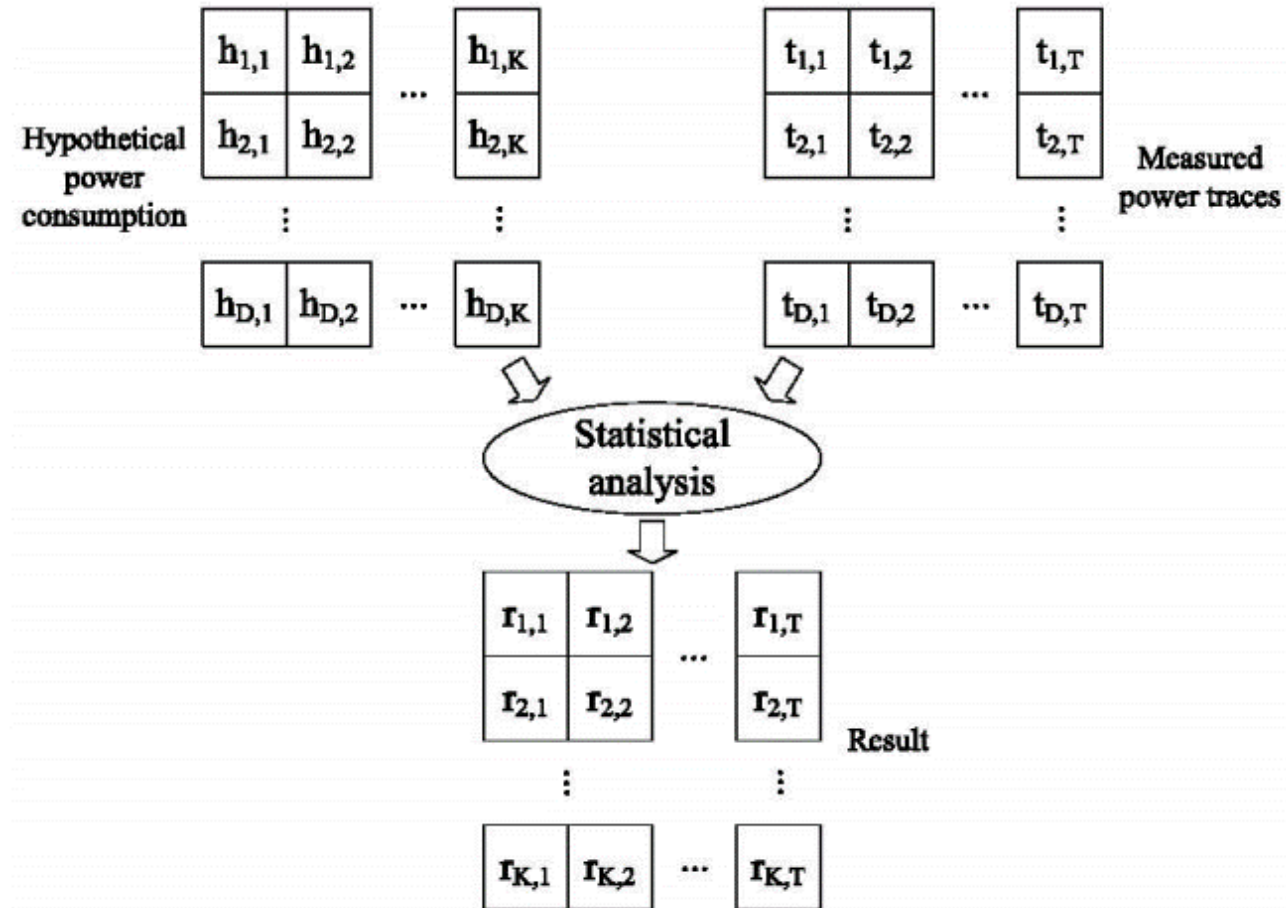 h1,1 h1,2 ... h1,K
h2,1 h2,2 h2,K
⋮ ⋮
hD,1 hD,2 ... hD,K
Hypothetical
power
consumption
t1,1 t1,2 ... t1,T
t2,1 t2,2 t2,T
⋮ ⋮
tD,1 tD,2 ... tD,T
Measured
power traces
Statistical
analysis
r1,1 r1,2 ... r1,T
r2,1 r2,2 r2,T
⋮ ⋮
rK,1 rK,2 ... rK,T
Result